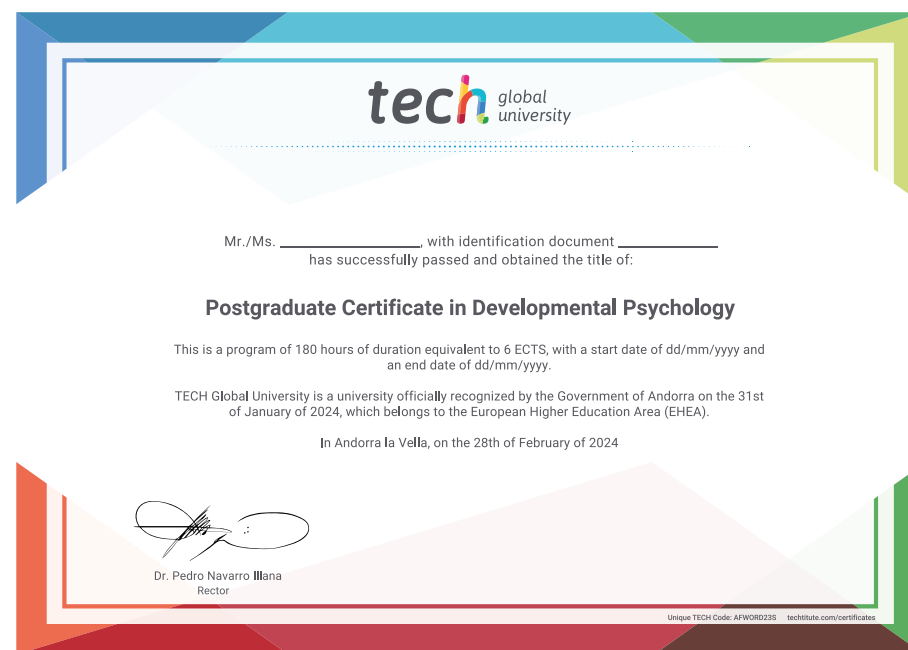 tech global
university
Mr./Ms. ____________, with identification document ____________
has successfully passed and obtained the title of:
Postgraduate Certificate in Developmental Psychology
This is a program of 180 hours of duration equivalent to 6 ECTS, with a start date of dd/mm/yyyy and
an end date of dd/mm/yyyy.
TECH Global University is a university officially recognized by the Government of Andorra on the 31st
of January of 2024, which belongs to the European Higher Education Area (EHEA).
In Andorra la Vella, on the 28th of February of 2024
Dr. Pedro Navarro Illana
Rector
Unique TECH Code: AFWORD23S techtitute.com/certificates